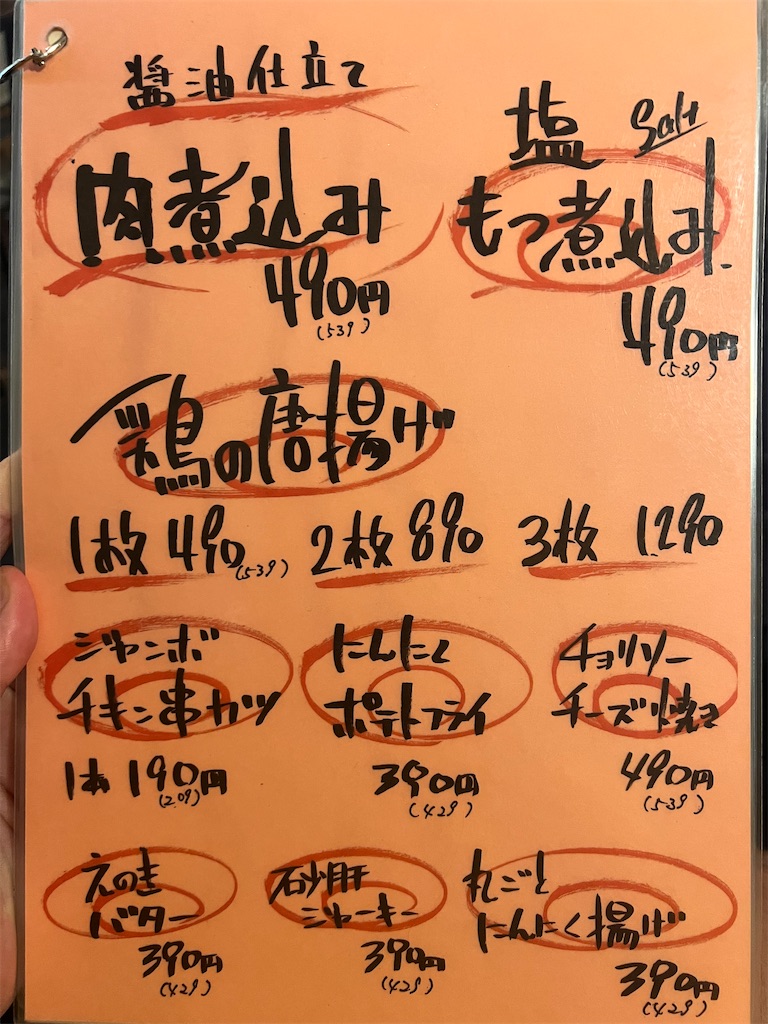 醤油仕立て
肉煮込み
490円
(539)
塩 Salt
もつ煮込み
490円
(539)
鶏の唐揚げ
1枚 490
(539)
2枚 890
3枚 1,290
ジャンボ
チキン串カツ
1本 190円
(209)
にんにく
ポテトフライ
390円
(429)
チョリソー
チーズ焼き
490円
(539)
えのき
バター
390円
(429)
砂肝
ジャーキー
390円
(429)
丸ごと
にんにく揚げ
390円
(429)